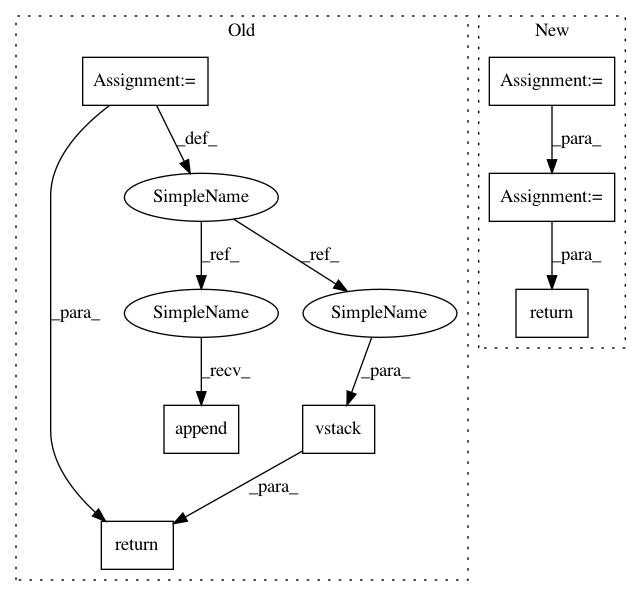 Old
New
Assignment:=
Assignment:=
_def_
_para_
SimpleName
Assignment:=
_ref_
_ref_
_para_
_para_
SimpleName
SimpleName
return
_recv_
_para_
append
vstack
_para_
return